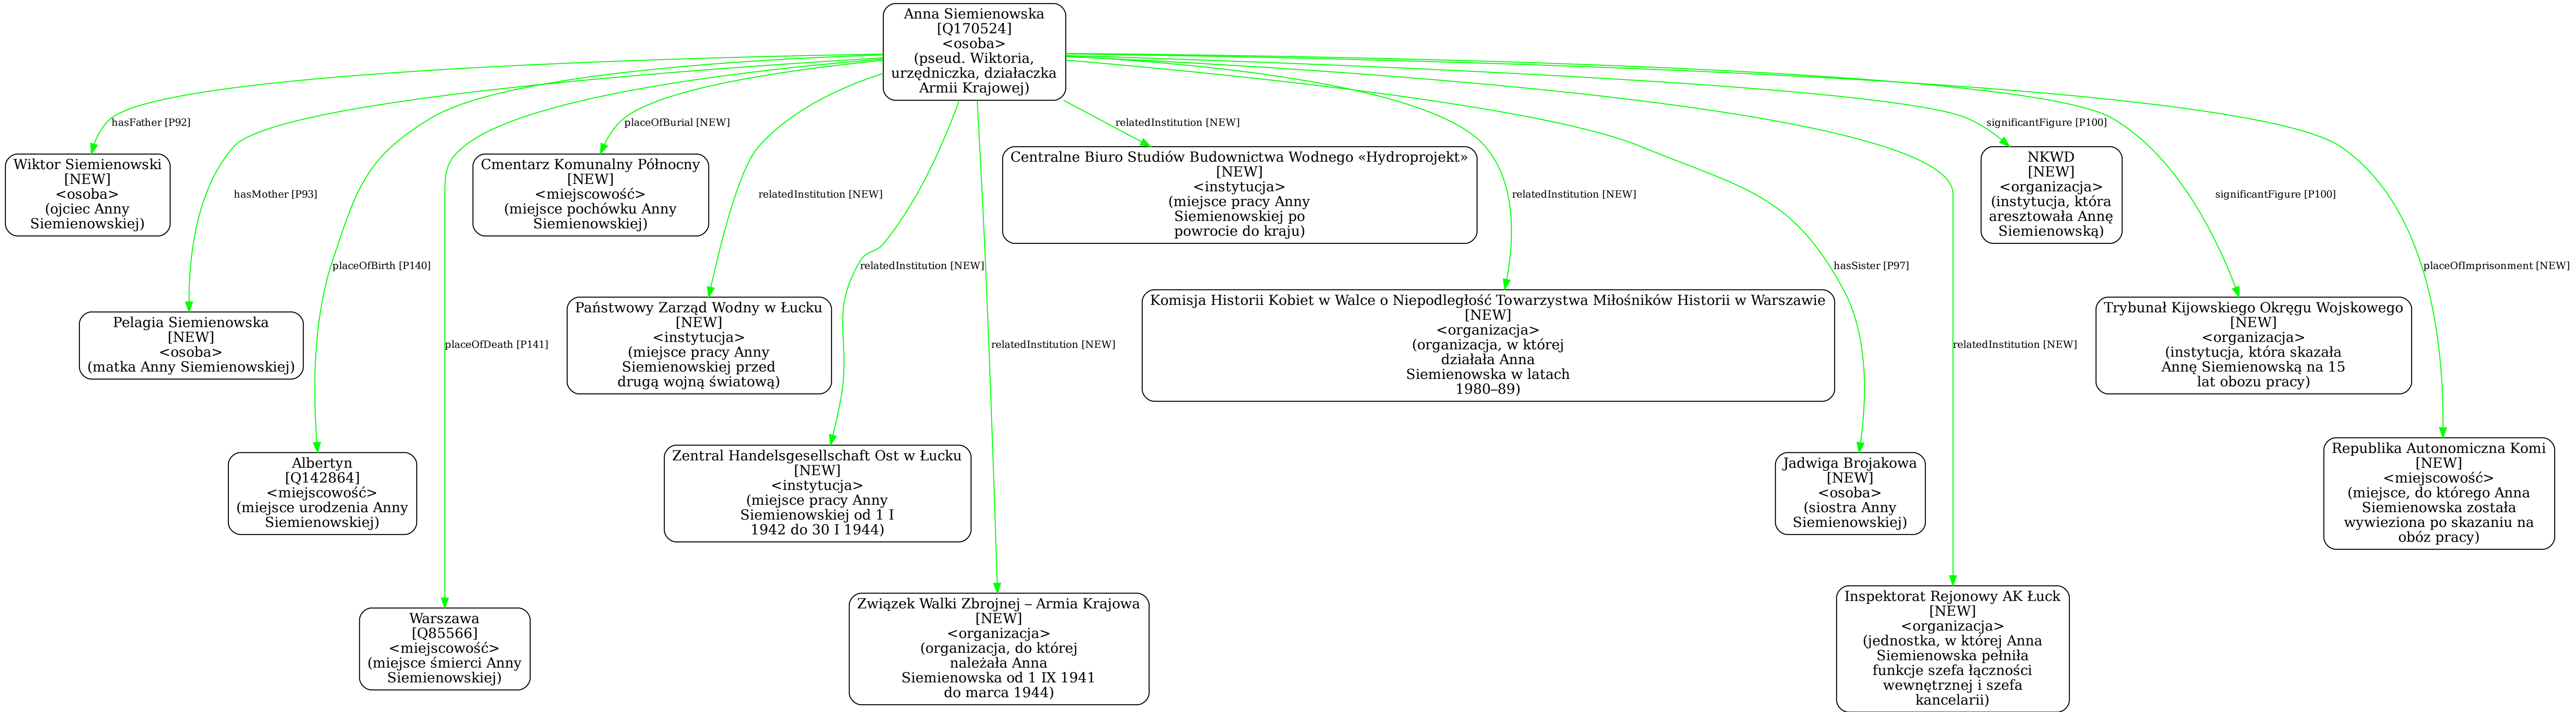 Anna Siemienowska
[Q170524]
<osoba>
(pseud. Wiktoria,
urzędniczka, działaczka
Armii Krajowej)
hasFather [P92]
placeOfBurial [NEW]
relatedInstitution [NEW]
significantFigure [P100]
Wiktor Siemienowski
[NEW]
<osoba>
(ojciec Anny
Siemienowskiej)
hasMother [P93]
Cmentarz Komunalny Północny
[NEW]
<miejscowość>
(miejsce pochówku Anny
Siemienowskiej)
relatedInstitution [NEW]
Centralne Biuro Studiów Budownictwa Wodnego «Hydroprojekt»
[NEW]
<instytucja>
(miejsce pracy Anny
Siemienowskiej po
powrocie do kraju)
relatedInstitution [NEW]
NKWD
[NEW]
<organizacja>
(instytucja, która
aresztowała Annę
Siemienowską)
significantFigure [P100]
placeOfBirth [P140]
relatedInstitution [NEW]
hasSister [P97]
placeOfImprisonment [NEW]
Pelagia Siemienowska
[NEW]
<osoba>
(matka Anny Siemienowskiej)
placeOfDeath [P141]
Państwowy Zarząd Wodny w Łucku
[NEW]
<instytucja>
(miejsce pracy Anny
Siemienowskiej przed
drugą wojną światową)
relatedInstitution [NEW]
Komisja Historii Kobiet w Walce o Niepodległość Towarzystwa Miłośników Historii w Warszawie
[NEW]
<organizacja>
(organizacja, w której
działała Anna
Siemienowska w latach
1980–89)
relatedInstitution [NEW]
Trybunał Kijowskiego Okręgu Wojskowego
[NEW]
<organizacja>
(instytucja, która skazała
Annę Siemienowską na 15
lat obozu pracy)
Albertyn
[Q142864]
<miejscowość>
(miejsce urodzenia Anny
Siemienowskiej)
Zentral Handelsgesellschaft Ost w Łucku
[NEW]
<instytucja>
(miejsce pracy Anny
Siemienowskiej od 1 I
1942 do 30 I 1944)
Jadwiga Brojakowa
[NEW]
<osoba>
(siostra Anny
Siemienowskiej)
Republika Autonomiczna Komi
[NEW]
<miejscowość>
(miejsce, do którego Anna
Siemienowska została
wywieziona po skazaniu na
obóz pracy)
Warszawa
[Q85566]
<miejscowość>
(miejsce śmierci Anny
Siemienowskiej)
Związek Walki Zbrojnej – Armia Krajowa
[NEW]
<organizacja>
(organizacja, do której
należała Anna
Siemienowska od 1 IX 1941
do marca 1944)
Inspektorat Rejonowy AK Łuck
[NEW]
<organizacja>
(jednostka, w której Anna
Siemienowska pełniła
funkcje szefa łączności
wewnętrznej i szefa
kancelarii)